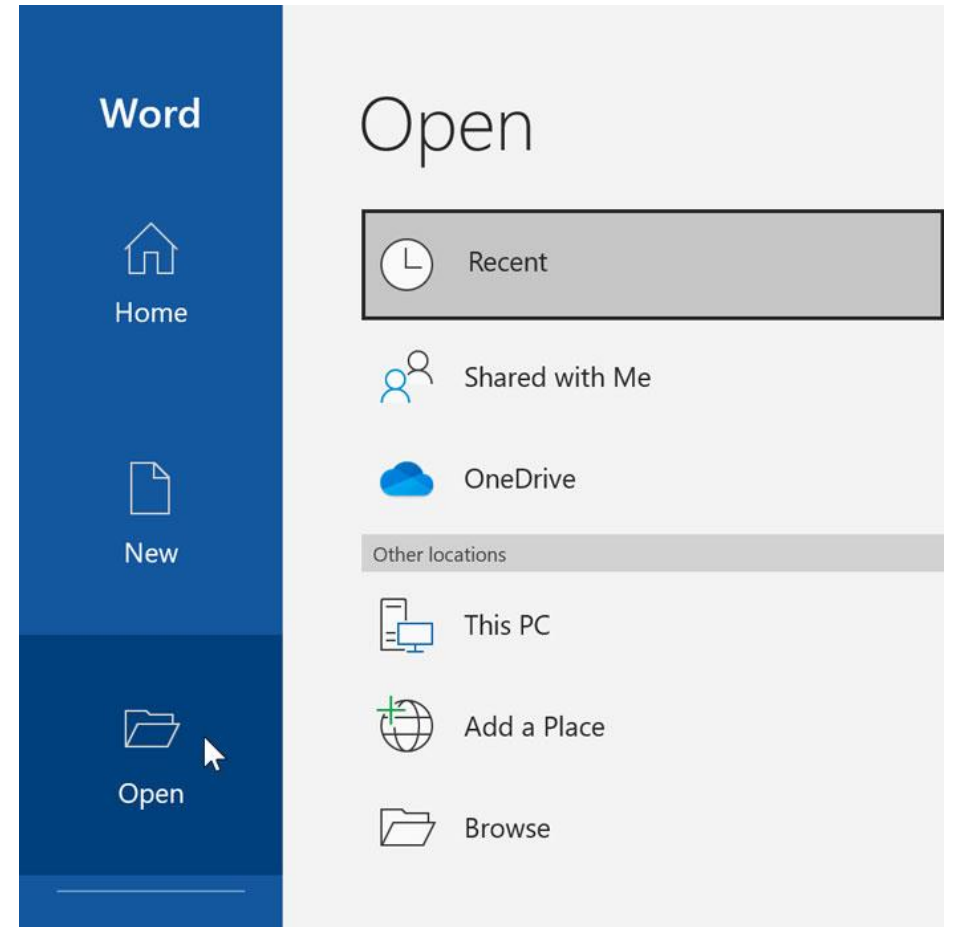 Word
Home
New
Open
Open
Recent
Shared with Me
OneDrive
Other locations
This PC
Add a Place
Browse